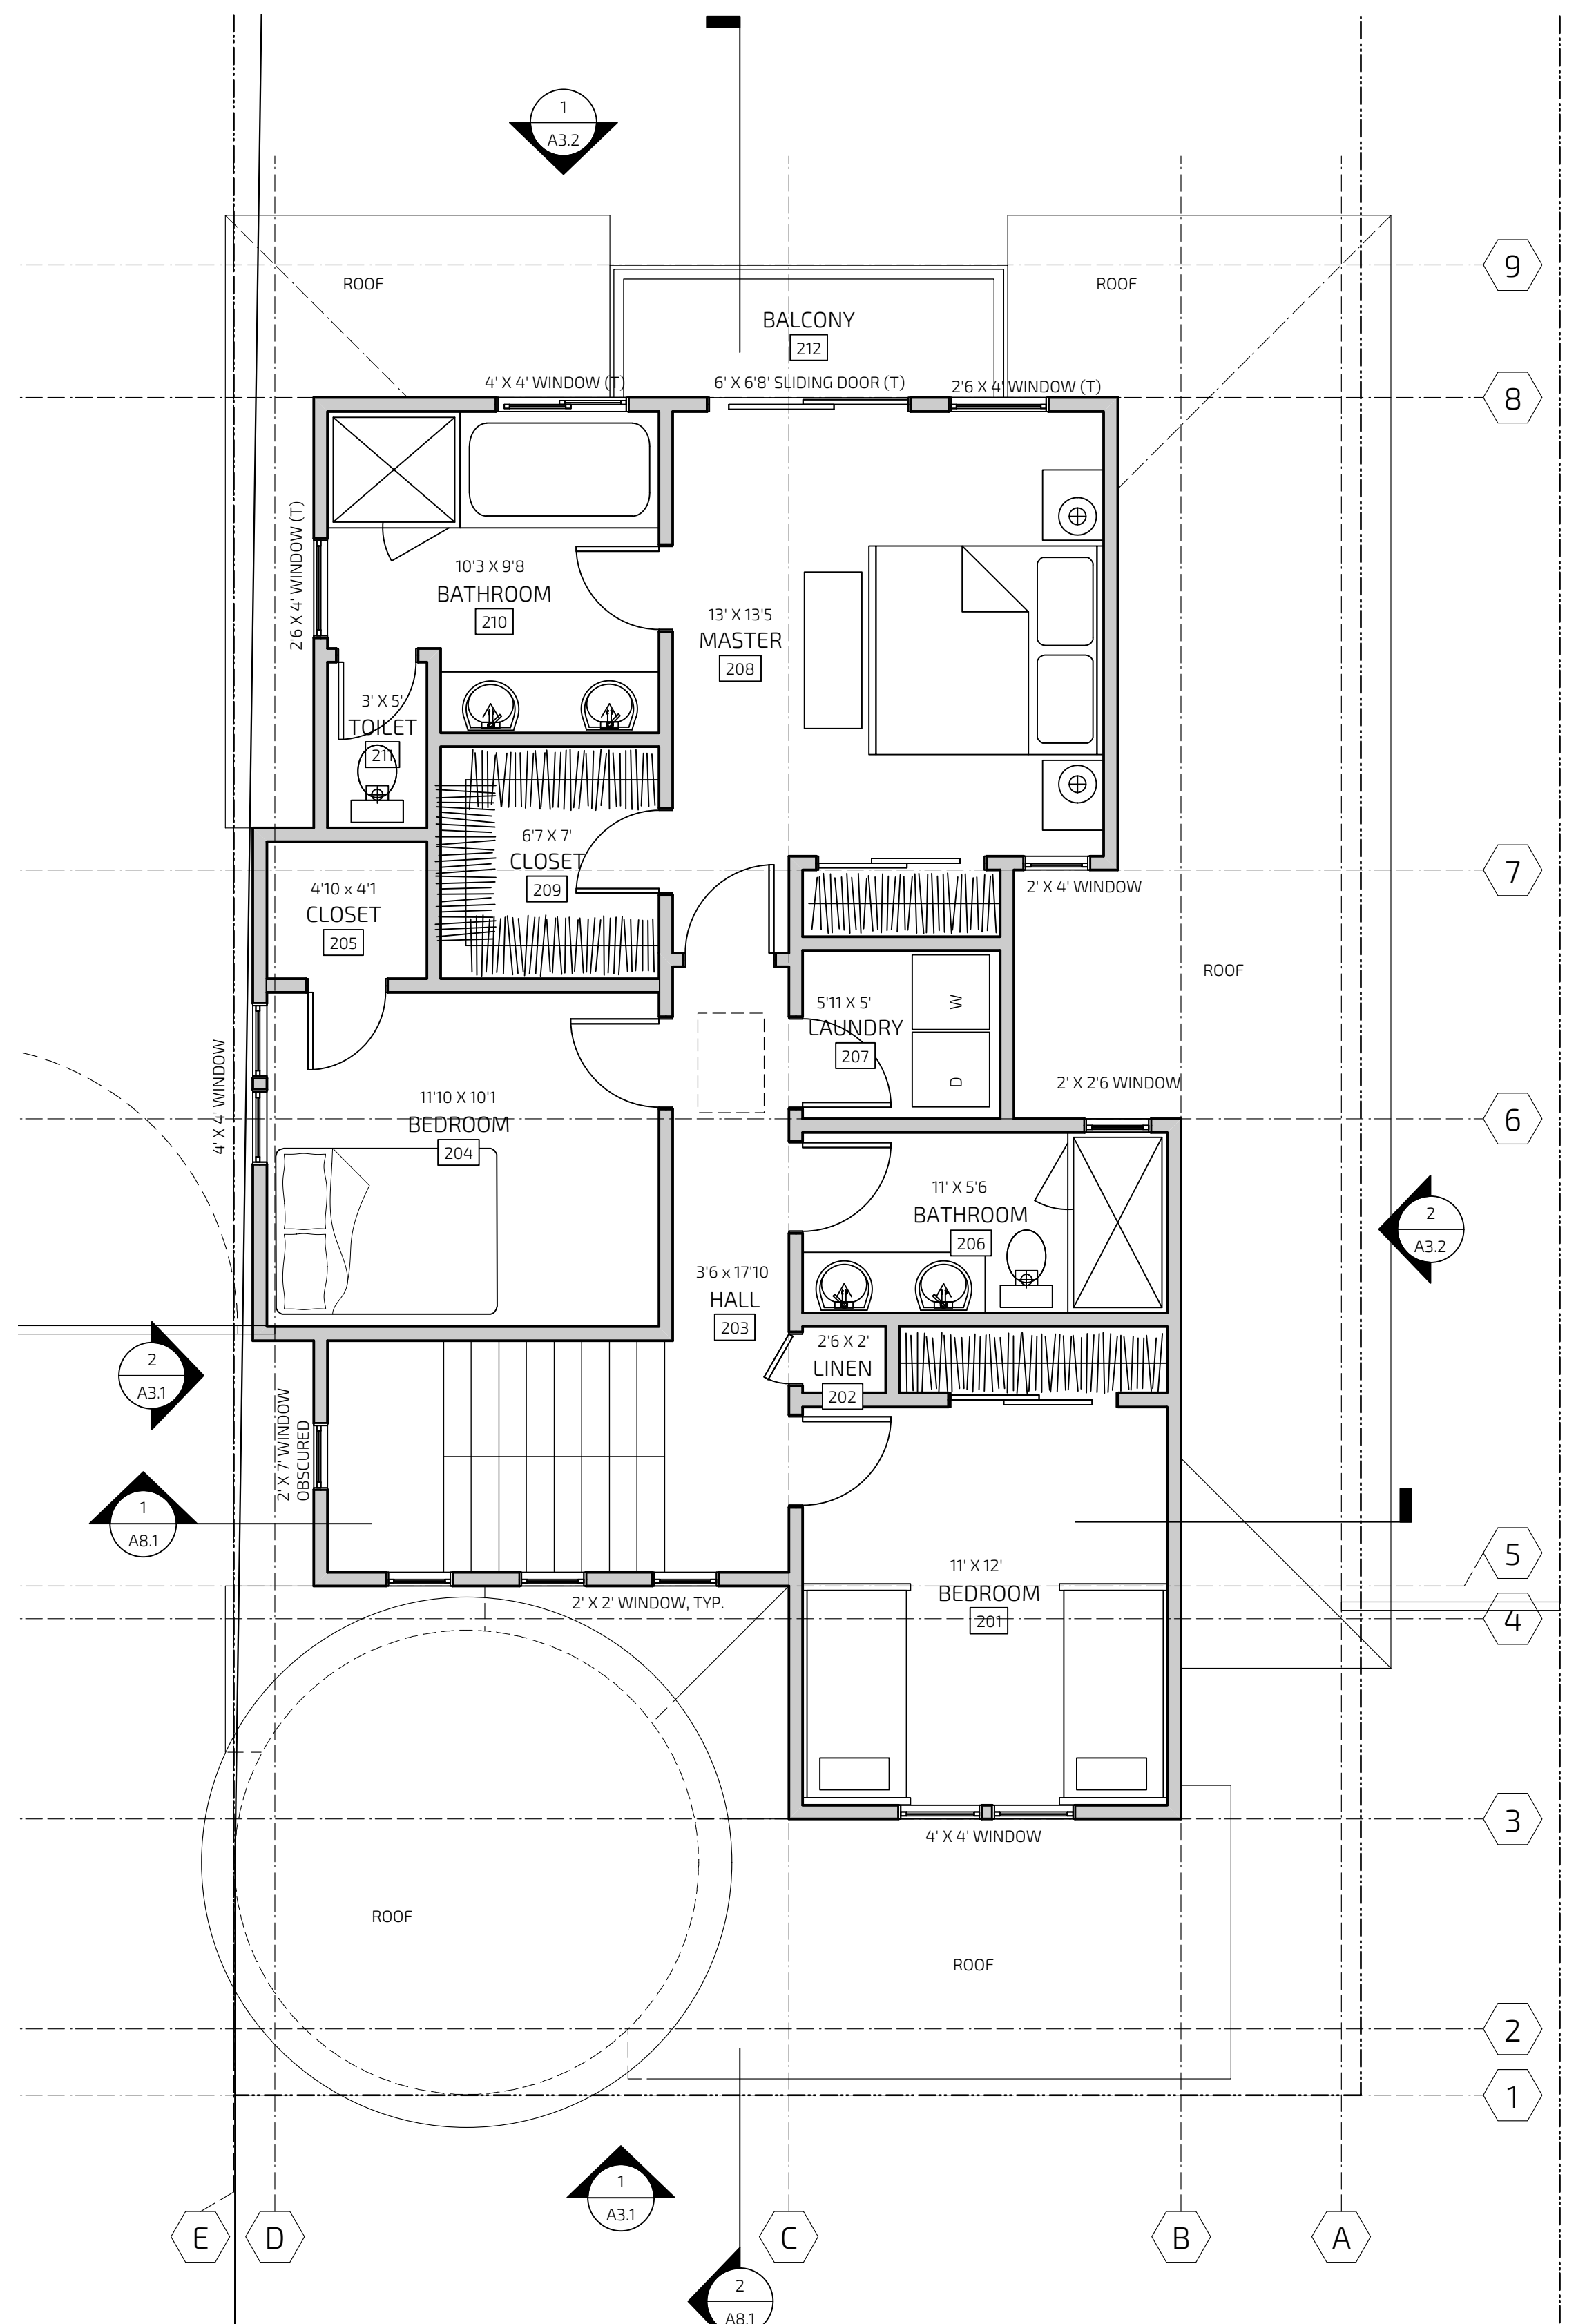 1
A3.2
9
ROOF
ROOF
BALCONY
212
4' X 4' WINDOW (T)
6' X 6'8' SLIDING DOOR (T)
2'6 X 4' WINDOW (T)
8
2'6 X 4' WINDOW (T)
10'3 X 9'8
BATHROOM
210
13' X 13'5
MASTER
208
3' X 5'
TOILET
211
6'7 X 7'
CLOSET
209
7
2' X 4' WINDOW
4'10 x 4'1
CLOSET
205
ROOF
5'11 X 5'
LAUNDRY
207
W
D
4' X 4' WINDOW
2' X 2'6 WINDOW
11'10 X 10'1
BEDROOM
204
6
11' X 5'6
BATHROOM
206
2
A3.2
3'6 x 17'10
HALL
203
2
A3.1
2'6 X 2'
LINEN
202
2' X 7' WINDOW
OBSCURED
1
A8.1
5
11' X 12'
BEDROOM
201
2' X 2' WINDOW, TYP.
4
3
4' X 4' WINDOW
ROOF
ROOF
2
1
1
A3.1
E
D
C
B
A
2
A8.1